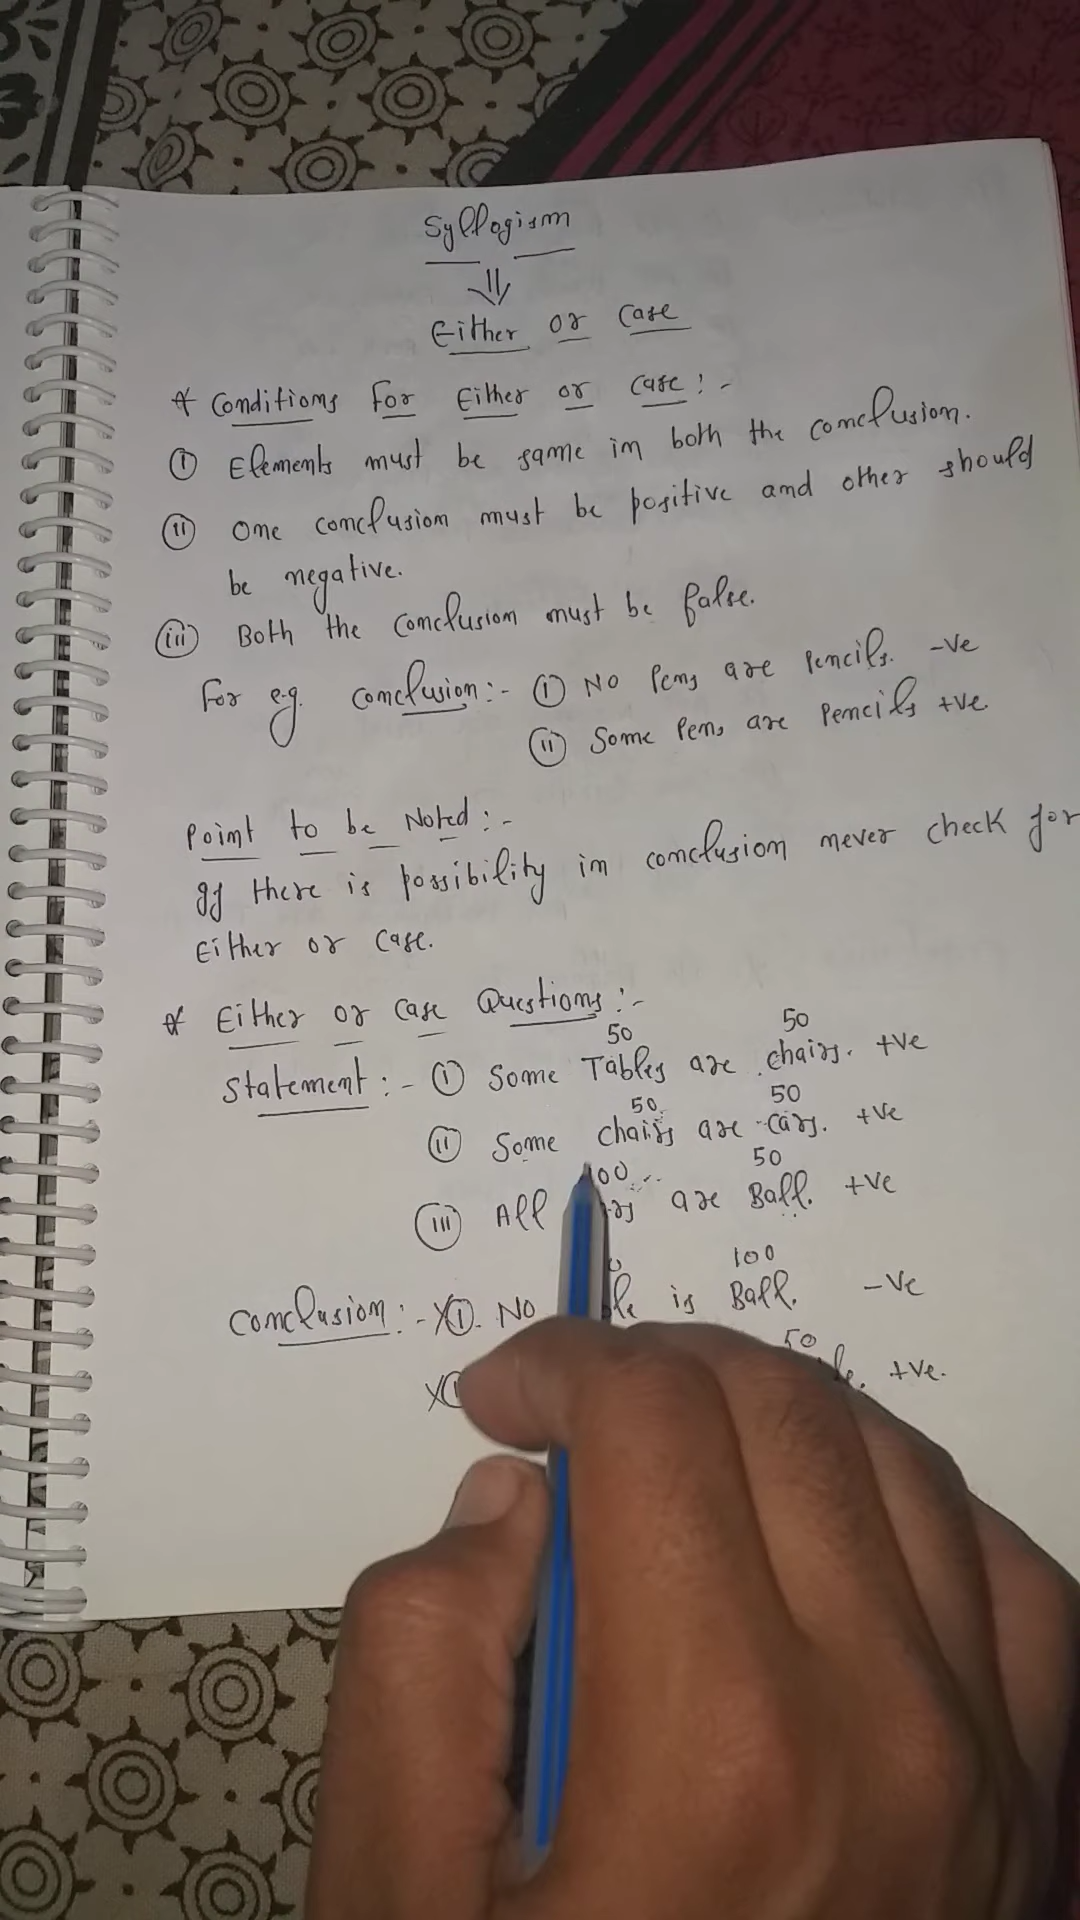 Syllogism
⇓
Either or Case
* Conditions for Either or Case:-
(i) Elements must be same in both the conclusion.
(ii) One conclusion must be positive and other should
be negative.
(iii) Both the conclusion must be false.
For e.g. Conclusion:- (i) No Pens are Pencils. -ve
(ii) Some Pens are Pencils +ve.
Point to be Noted:-
If there is possibility in conclusion never check for
Either or Case.
* Either or Case Questions:-
50 50
Statement:- (i) Some Tables are chairs. +ve
50 50
(ii) Some chairs are cars. +ve
100 50
(iii) All are Ball. +ve
100
Conclusion:- X(i). No is Ball. -ve
50
X +ve.